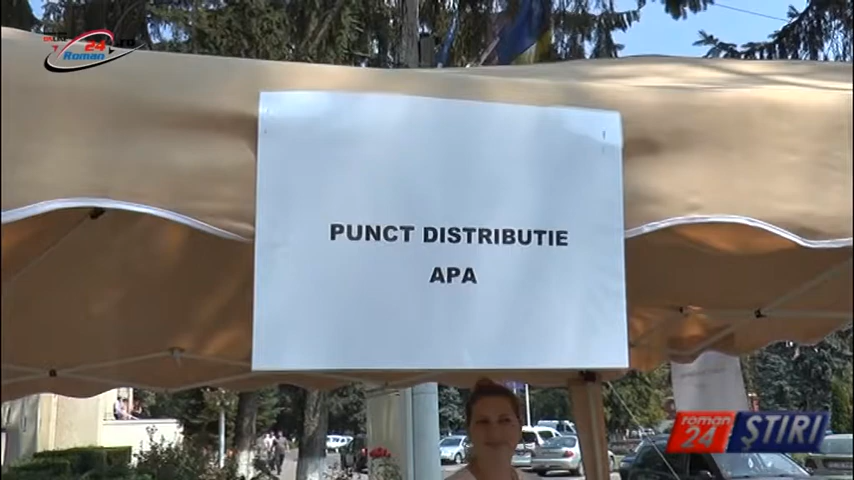 24
Roman
PUNCT DISTRIBUTIE
APA
roman
24
ȘTIRI